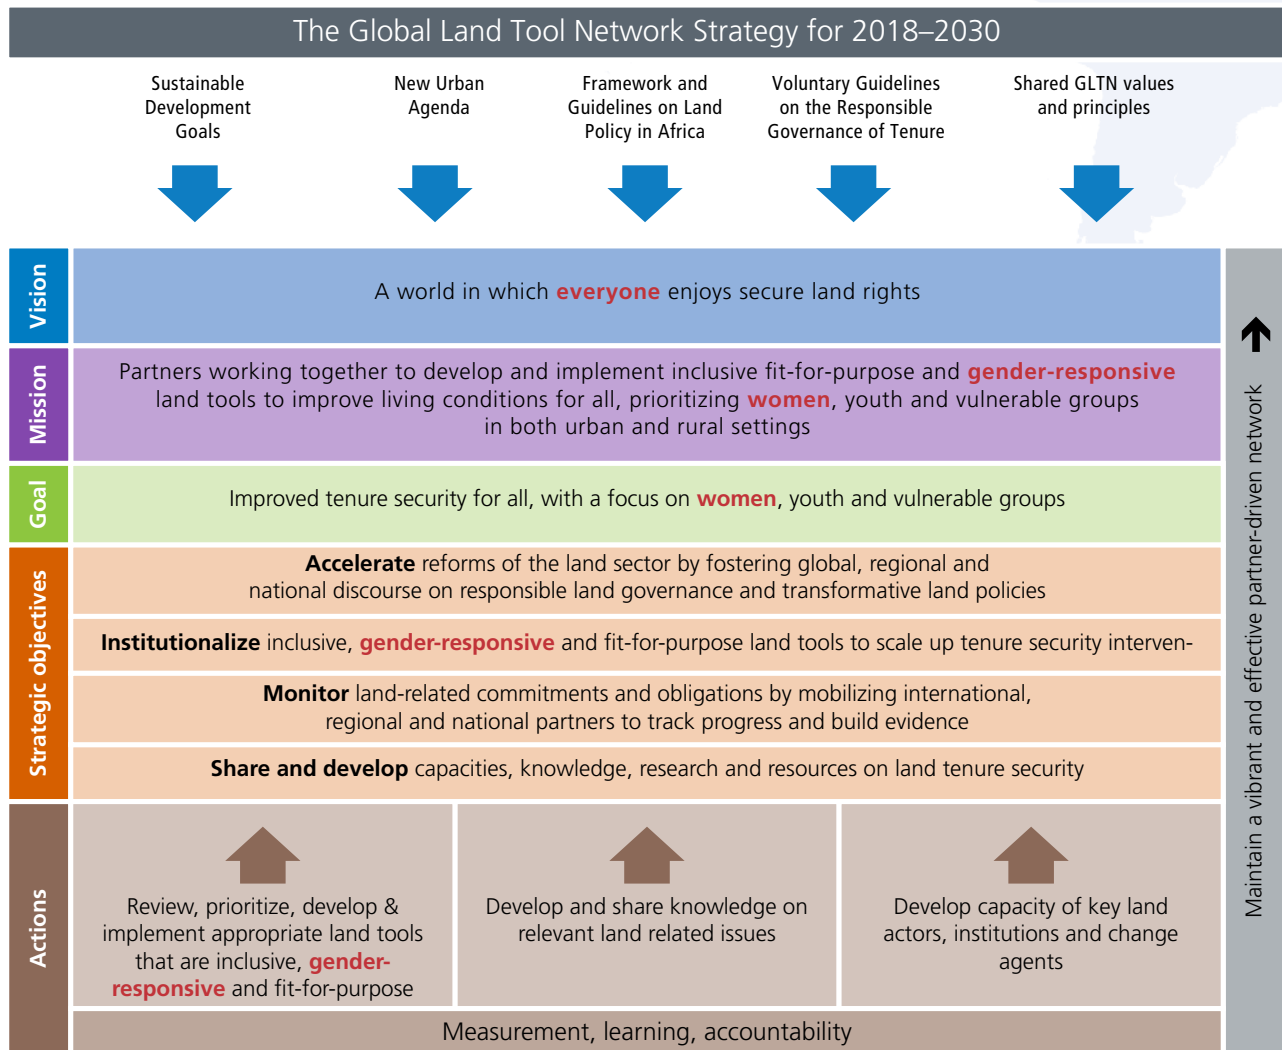 The Global Land Tool Network Strategy for 2018–2030
Sustainable
Development
Goals
New Urban
Agenda
Framework and
Guidelines on Land
Policy in Africa
Voluntary Guidelines
on the Responsible
Governance of Tenure
Shared GLTN values
and principles
Vision
A world in which everyone enjoys secure land rights
Mission
Partners working together to develop and implement inclusive fit-for-purpose and gender-responsive
land tools to improve living conditions for all, prioritizing women, youth and vulnerable groups
in both urban and rural settings
Goal
Improved tenure security for all, with a focus on women, youth and vulnerable groups
Strategic objectives
Accelerate reforms of the land sector by fostering global, regional and
national discourse on responsible land governance and transformative land policies
Institutionalize inclusive, gender-responsive and fit-for-purpose land tools to scale up tenure security interven-
Monitor land-related commitments and obligations by mobilizing international,
regional and national partners to track progress and build evidence
Share and develop capacities, knowledge, research and resources on land tenure security
Actions
Review, prioritize, develop &
implement appropriate land tools
that are inclusive, gender-
responsive and fit-for-purpose
Develop and share knowledge on
relevant land related issues
Develop capacity of key land
actors, institutions and change
agents
Measurement, learning, accountability
Maintain a vibrant and effective partner-driven network